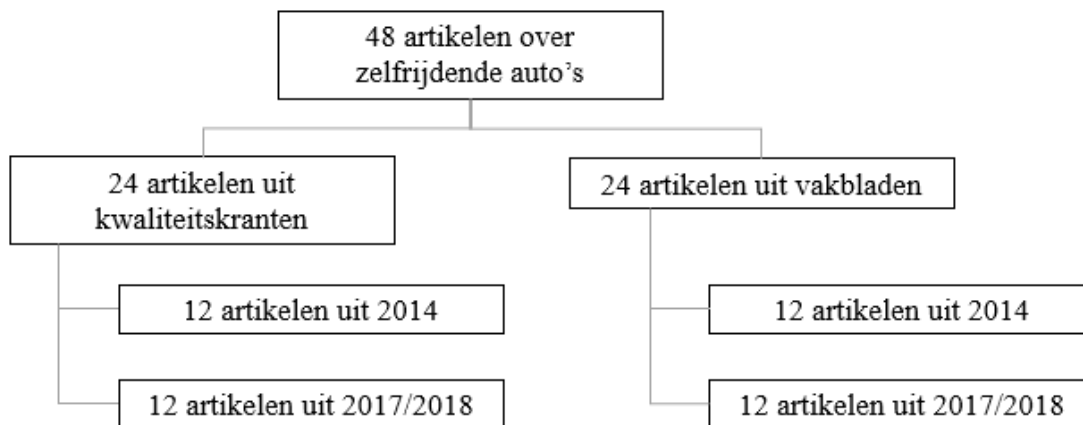 48 artikelen over
zelfrijdende auto's
24 artikelen uit
kwaliteitskranten
12 artikelen uit 2014
12 artikelen uit 2017/2018
24 artikelen uit vakbladen
12 artikelen uit 2014
12 artikelen uit 2017/2018